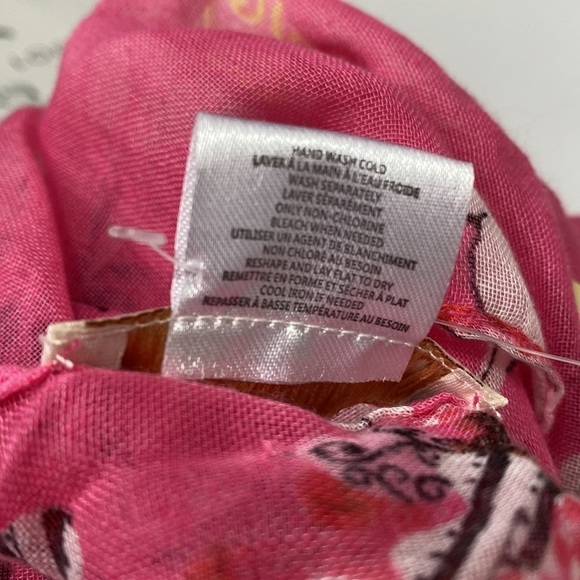 HAND WASH COLD
LAVER À LA MAIN À L'EAU FROIDE
WASH SEPARATELY
LAVER SÉPARÉMENT
ONLY NON-CHLORINE
BLEACH WHEN NEEDED
UTILISER UN AGENT DE BLANCHIMENT
NON CHLORÉ AU BESOIN
RESHAPE AND LAY FLAT TO DRY
REMETTRE EN FORME ET SÉCHER À PLAT
COOL IRON IF NEEDED
REPASSER À BASSE TEMPÉRATURE AU BESOIN